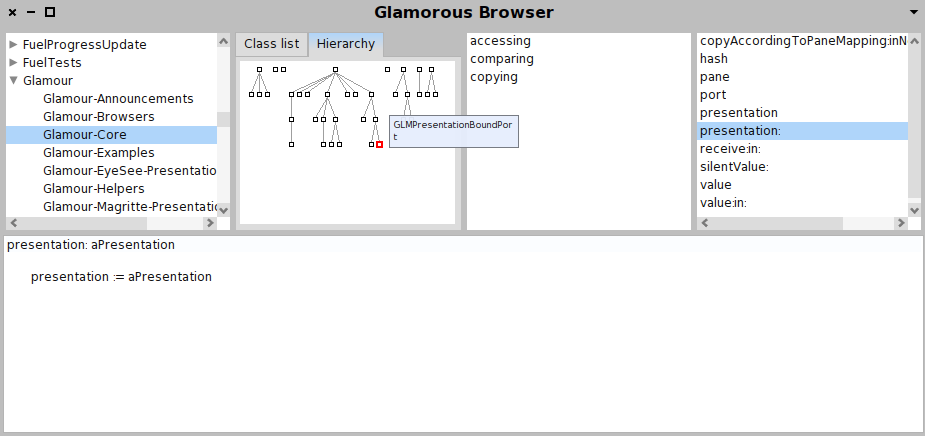 Glamorous Browser
FuelProgressUpdate
FuelTests
Glamour
Glamour-Announcements
Glamour-Browsers
Glamour-Core
Glamour-Examples
Glamour-EyeSee-Presentatio
Glamour-Helpers
Glamour-Magritte-Presentatio
Class list
Hierarchy
GLMPresentationBoundPor
t
accessing
comparing
copying
copyAccordingToPaneMapping:inN
hash
pane
port
presentation
presentation:
receive:in:
silentValue:
value
value:in:
presentation: aPresentation
presentation := aPresentation